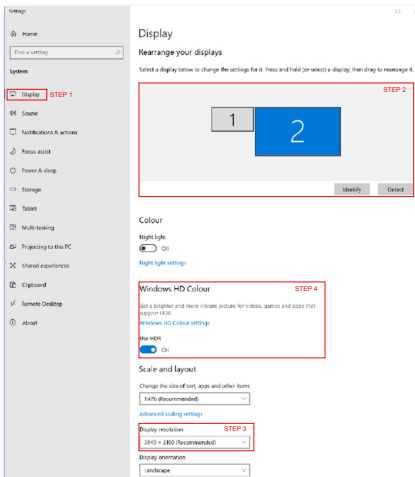 Settings
Home
Find a setting
System
Display STEP 1
Sound
Notifications & actions
Focus assist
Power & sleep
Storage
Tablet
Multi-tasking
Projecting to this PC
Shared experiences
Clipboard
Remote Desktop
About
Display
Rearrange your displays
Select a display below to change the settings for it. Press and hold (or select) a display, then drag to rearrange it.
STEP 2
1
2
Identify
Detect
Colour
Night light
Off
Night light settings
Windows HD Colour STEP 4
Get a brighter and more vibrant picture for videos, games and apps that
support HDR.
Windows HD Colour settings
Use HDR
On
Scale and layout
Change the size of text, apps and other items
150% (Recommended)
Advanced scaling settings
Display resolution STEP 3
3840 × 2160 (Recommended)
Display orientation
Landscape